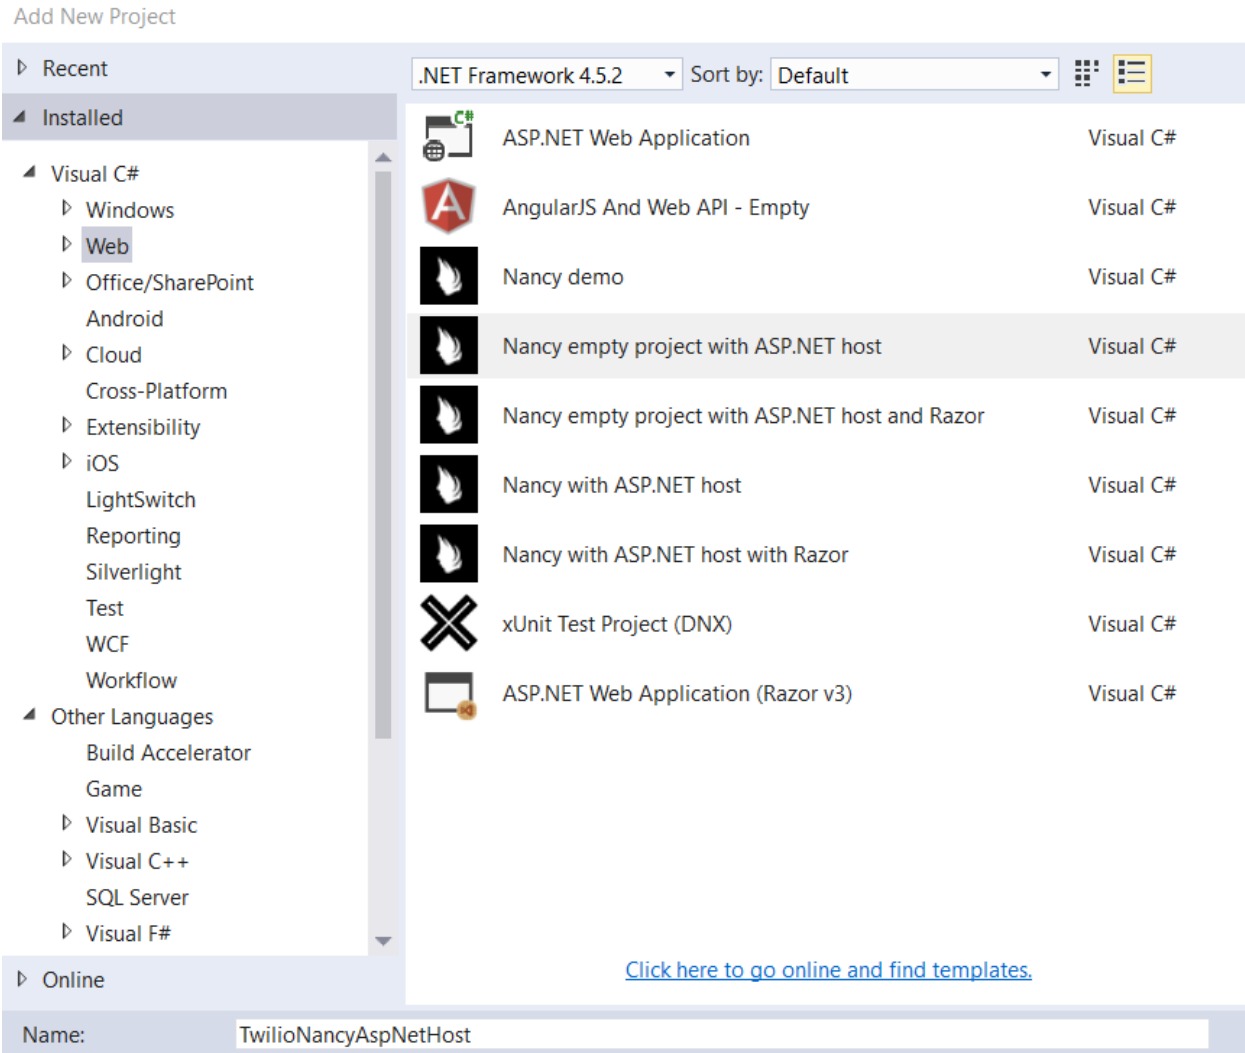 Add New Project
Recent
.NET Framework 4.5.2 Sort by: Default
Installed
Visual C#
Windows
Web
Office/SharePoint
Android
Cloud
Cross-Platform
Extensibility
iOS
LightSwitch
Reporting
Silverlight
Test
WCF
Workflow
Other Languages
Build Accelerator
Game
Visual Basic
Visual C++
SQL Server
Visual F#
Online
C#
ASP.NET Web Application Visual C#
A
AngularJS And Web API - Empty Visual C#
Nancy demo Visual C#
Nancy empty project with ASP.NET host Visual C#
Nancy empty project with ASP.NET host and Razor Visual C#
Nancy with ASP.NET host Visual C#
Nancy with ASP.NET host with Razor Visual C#
xUnit Test Project (DNX) Visual C#
ASP.NET Web Application (Razor v3) Visual C#
Click here to go online and find templates.
Name: TwilioNancyAspNetHost